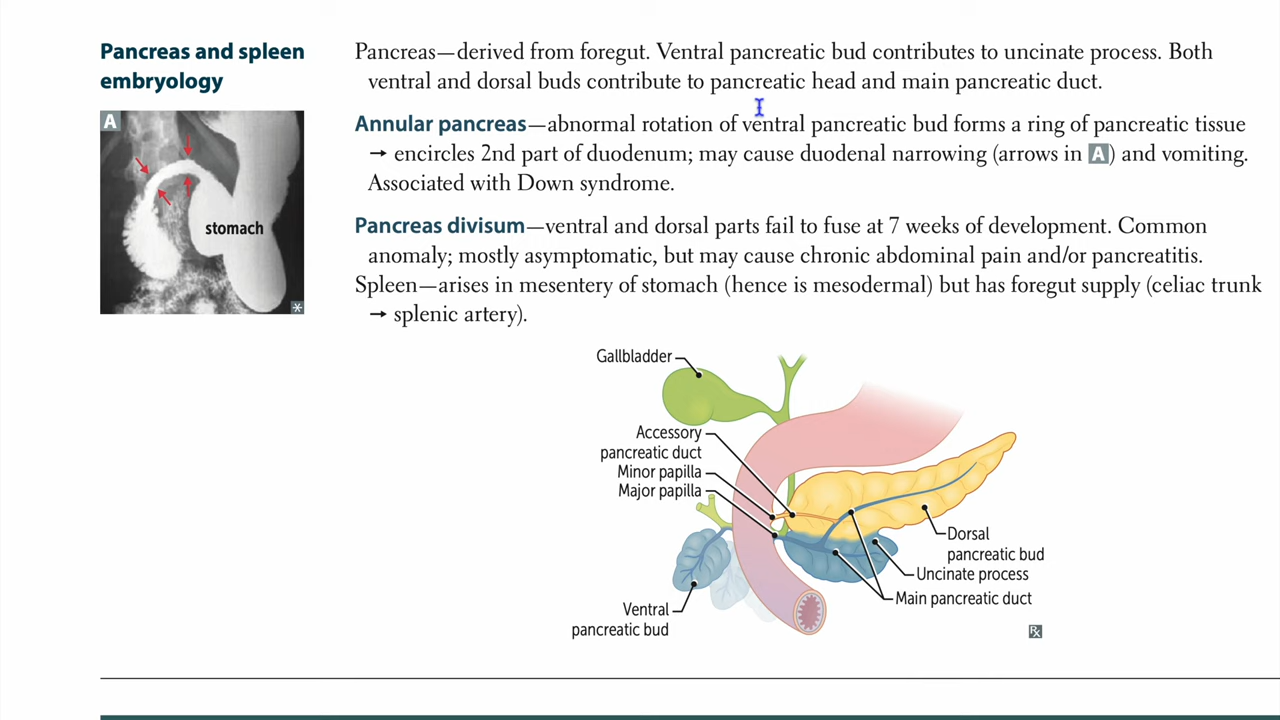 Pancreas and spleen
embryology
A
stomach
*
Pancreas—derived from foregut. Ventral pancreatic bud contributes to uncinate process. Both
ventral and dorsal buds contribute to pancreatic head and main pancreatic duct.
Annular pancreas—abnormal rotation of ventral pancreatic bud forms a ring of pancreatic tissue
→ encircles 2nd part of duodenum; may cause duodenal narrowing (arrows in A) and vomiting.
Associated with Down syndrome.
Pancreas divisum—ventral and dorsal parts fail to fuse at 7 weeks of development. Common
anomaly; mostly asymptomatic, but may cause chronic abdominal pain and/or pancreatitis.
Spleen—arises in mesentery of stomach (hence is mesodermal) but has foregut supply (celiac trunk
→ splenic artery).
Gallbladder
Accessory
pancreatic duct
Minor papilla
Major papilla
Ventral
pancreatic bud
Dorsal
pancreatic bud
Uncinate process
Main pancreatic duct
Rx